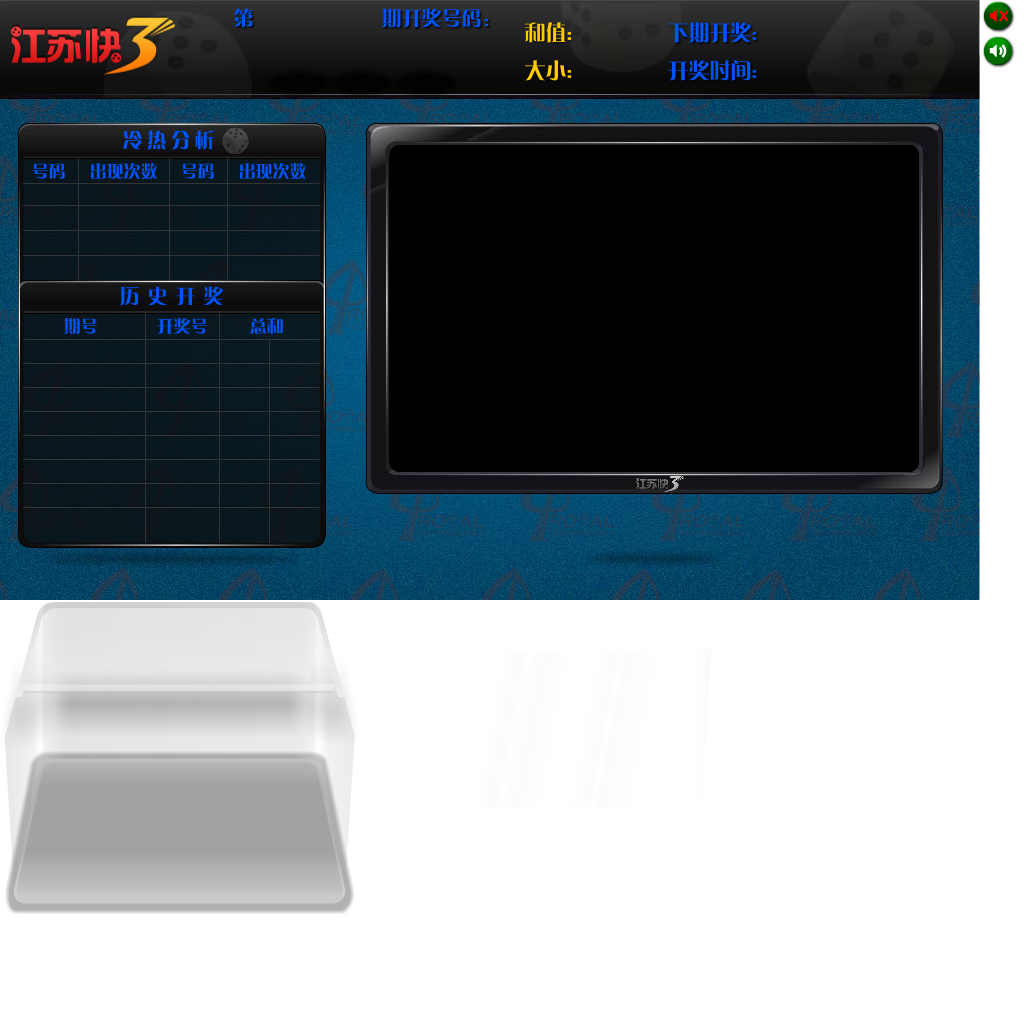 江苏快3
第 期开奖号码:
和值:
大小:
下期开奖:
开奖时间:
冷热分析
号码 出现次数 号码 出现次数
历史开奖
期号 开奖号 总和
江苏快3